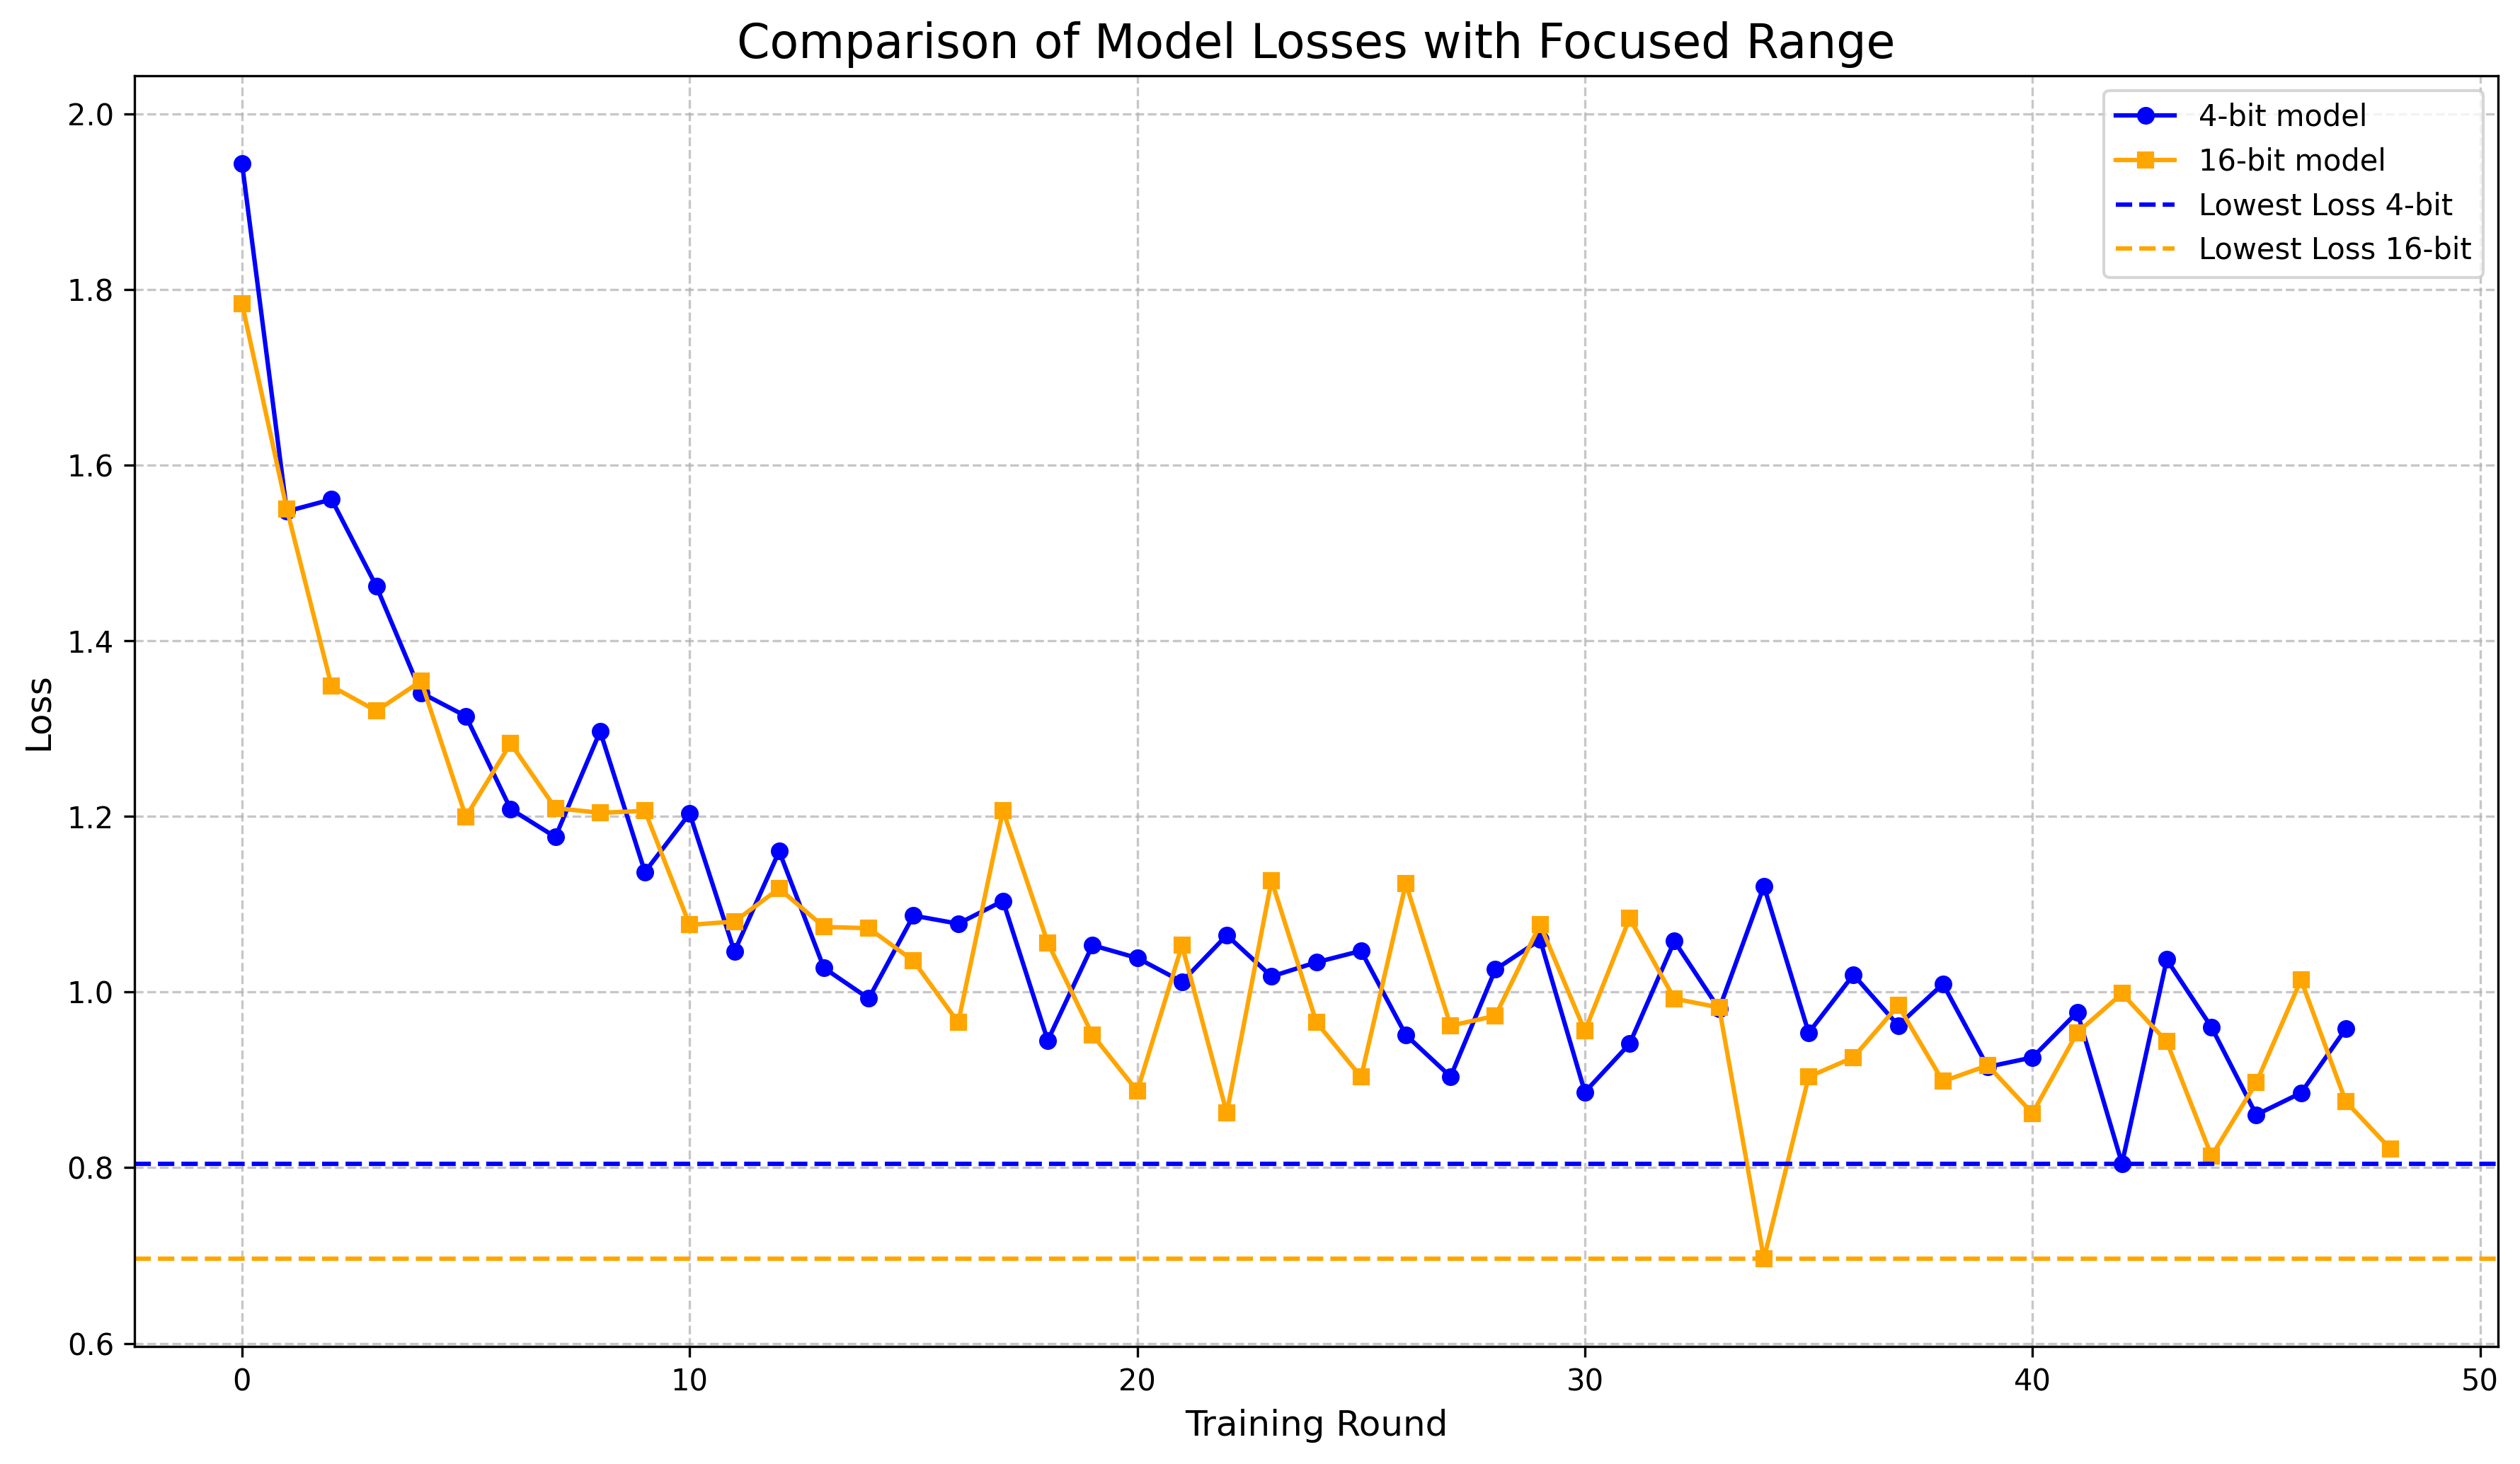 Comparison of Model Losses with Focused Range
4-bit model
16-bit model
Lowest Loss 4-bit
Lowest Loss 16-bit
Loss
2.0
1.8
1.6
1.4
1.2
1.0
0.8
0.6
0 10 20 30 40 50
Training Round